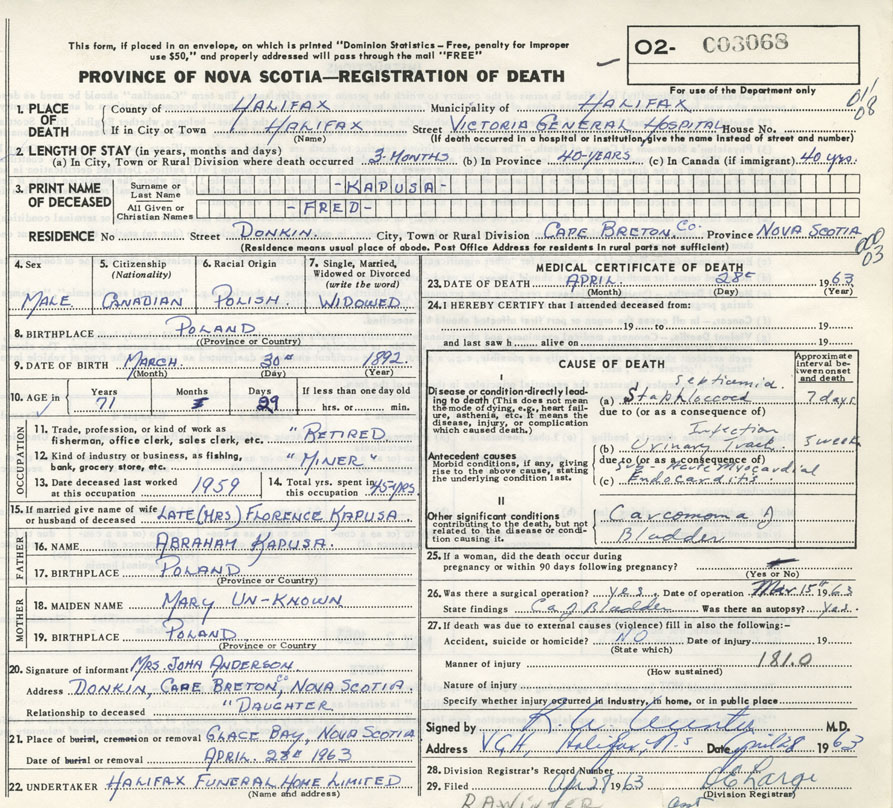 This form, if placed in an envelope, on which is printed "Dominion Statistics – Free, penalty for improper
use $50," and properly addressed will pass through the mail "FREE"
O2- C03068
PROVINCE OF NOVA SCOTIA—REGISTRATION OF DEATH
For use of the Department only
1. PLACE OF DEATH County of HALIFAX Municipality of HALIFAX 011
08
If in City or Town HALIFAX Street VICTORIA GENERAL HOSPITAL House No.
(Name) (If death occurred in a hospital or institution, give the name instead of street and number)
2. LENGTH OF STAY (in years, months and days)
(a) In City, Town or Rural Division where death occurred 3-MONTHS (b) In Province 40-YEARS (c) In Canada (if immigrant) 40 yrs.
3. PRINT NAME OF DECEASED Surname or Last Name -KAPUSA-
All Given or Christian Names -FRED-
RESIDENCE No Street DONKIN. City, Town or Rural Division CAPE BRETON Co. Province NOVA SCOTIA
(Residence means usual place of abode. Post Office Address for residents in rural parts not sufficient)
000
03
4. Sex MALE
5. Citizenship (Nationality) CANADIAN
6. Racial Origin POLISH.
7. Single, Married, Widowed or Divorced (write the word) WIDOWED
8. BIRTHPLACE POLAND
(Province or Country)
9. DATE OF BIRTH MARCH. 30 1892
(Month) (Day) (Year)
10. AGE in Years 71 Months Days 29 If less than one day old
hrs. or min.
OCCUPATION
11. Trade, profession, or kind of work as
fisherman, office clerk, sales clerk, etc. "RETIRED
12. Kind of industry or business, as fishing,
bank, grocery store, etc. "MINER"
13. Date deceased last worked
at this occupation 1959
14. Total yrs. spent in
this occupation 45-YRS.
15. If married give name of wife
or husband of deceased LATE (MRS) FLORENCE KAPUSA.
FATHER
16. NAME ABRAHAM KAPUSA.
17. BIRTHPLACE POLAND
(Province or Country)
MOTHER
18. MAIDEN NAME MARY UN-KNOWN
19. BIRTHPLACE POLAND
(Province or Country
20. Signature of informant MRS. JOHN ANDERSON.
Address DONKIN, CAPE BRETON, Co NOVA SCOTIA.
Relationship to deceased "DAUGHTER
21. Place of burial, cremation or removal GLACE BAY, NOVA SCOTIA
Date of burial or removal APRIL. 1963
22. UNDERTAKER HALIFAX FUNERAL HOME LIMITED
(Name and address)
MEDICAL CERTIFICATE OF DEATH
23. DATE OF DEATH APRIL. 28 1963
(Month) (Day) (Year)
24. I HEREBY CERTIFY that I attended deceased from:
19 to 19
and last saw h alive on 19
CAUSE OF DEATH
Approximate interval between onset and death
I
Disease or condition directly leading
to death (This does not mean
the mode of dying, e.g., heart failure,
asthenia, etc. It means the
disease, injury, or complication
which caused death.)
septicemia.
(a) Staphloccocd 7 days
due to (or as a consequence of)
Antecedent causes
Morbid conditions, if any, giving
rise to the above cause, stating
the underlying condition last.
Infection
(b) Urinary Tract 3 weeks
due to (or as a consequence of)
Acute Myocardial
(c) Endocarditis
II
Other significant conditions
contributing to the death, but not
related to the disease or condition
causing it.
Carcomoma of
Bladder
25. If a woman, did the death occur during
pregnancy or within 90 days following pregnancy?
(Yes or No)
26. Was there a surgical operation? yes. Date of operation Mar 15th 1963
State findings Ca of Bladder Was there an autopsy? yes.
27. If death was due to external causes (violence) fill in also the following:–
Accident, suicide or homicide? NO Date of injury 19
(State which)
Manner of injury 181.0
(How sustained)
Nature of injury
Specify whether injury occurred in Industry, in home, or in public place
Signed by M.D.
Address V.G.H, Halifax, N.S Date April 28 1963
28. Division Registrar's Record Number
29. Filed Apr 29 1963
(Division Registrar)